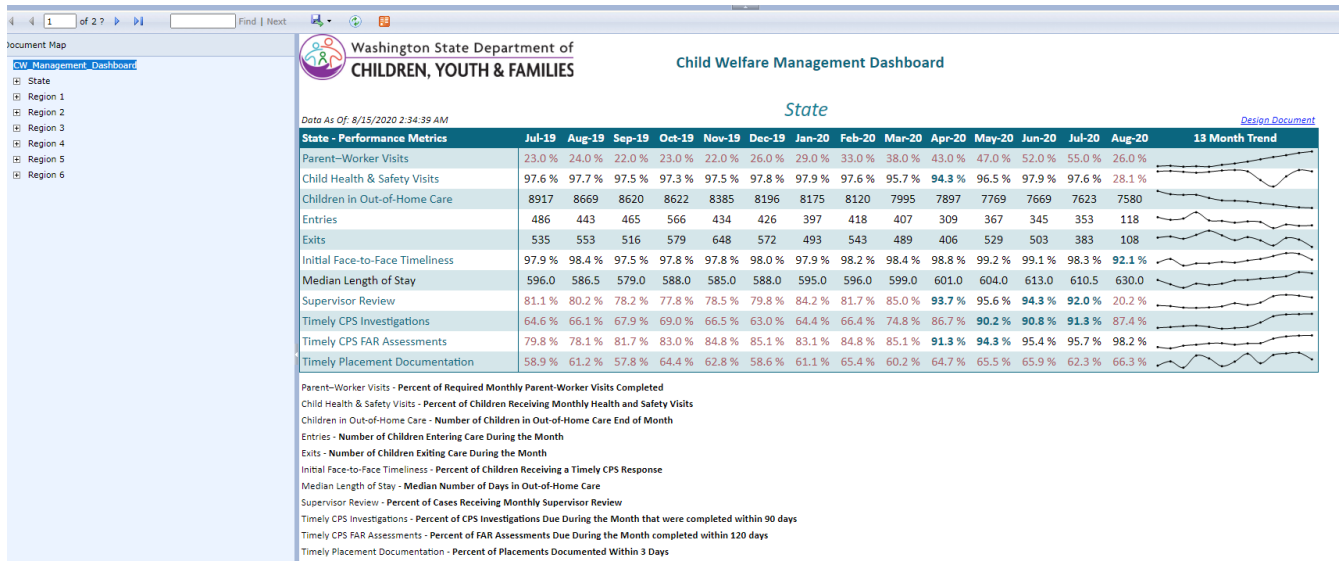 1 of 2 ? Find | Next
Document Map
CW_Management_Dashboard
State
Region 1
Region 2
Region 3
Region 4
Region 5
Region 6
Washington State Department of
CHILDREN, YOUTH & FAMILIES
Child Welfare Management Dashboard
State
Data As Of: 8/15/2020 2:34:39 AM Design Document
State - Performance Metrics Jul-19 Aug-19 Sep-19 Oct-19 Nov-19 Dec-19 Jan-20 Feb-20 Mar-20 Apr-20 May-20 Jun-20 Jul-20 Aug-20 13 Month Trend
Parent–Worker Visits 23.0 % 24.0 % 22.0 % 23.0 % 22.0 % 26.0 % 29.0 % 33.0 % 38.0 % 43.0 % 47.0 % 52.0 % 55.0 % 26.0 %
Child Health & Safety Visits 97.6 % 97.7 % 97.5 % 97.3 % 97.5 % 97.8 % 97.9 % 97.6 % 95.7 % 94.3 % 96.5 % 97.9 % 97.6 % 28.1 %
Children in Out-of-Home Care 8917 8669 8620 8622 8385 8196 8175 8120 7995 7897 7769 7669 7623 7580
Entries 486 443 465 566 434 426 397 418 407 309 367 345 353 118
Exits 535 553 516 579 648 572 493 543 489 406 529 503 383 108
Initial Face-to-Face Timeliness 97.9 % 98.4 % 97.5 % 97.8 % 97.8 % 98.0 % 97.9 % 98.2 % 98.4 % 98.8 % 99.2 % 99.1 % 98.3 % 92.1 %
Median Length of Stay 596.0 586.5 579.0 588.0 585.0 588.0 595.0 596.0 599.0 601.0 604.0 613.0 610.5 630.0
Supervisor Review 81.1 % 80.2 % 78.2 % 77.8 % 78.5 % 79.8 % 84.2 % 81.7 % 85.0 % 93.7 % 95.6 % 94.3 % 92.0 % 20.2 %
Timely CPS Investigations 64.6 % 66.1 % 67.9 % 69.0 % 66.5 % 63.0 % 64.4 % 66.4 % 74.8 % 86.7 % 90.2 % 90.8 % 91.3 % 87.4 %
Timely CPS FAR Assessments 79.8 % 78.1 % 81.7 % 83.0 % 84.8 % 85.1 % 83.1 % 84.8 % 85.1 % 91.3 % 94.3 % 95.4 % 95.7 % 98.2 %
Timely Placement Documentation 58.9 % 61.2 % 57.8 % 64.4 % 62.8 % 58.6 % 61.1 % 65.4 % 60.2 % 64.7 % 65.5 % 65.9 % 62.3 % 66.3 %
Parent–Worker Visits - Percent of Required Monthly Parent-Worker Visits Completed
Child Health & Safety Visits - Percent of Children Receiving Monthly Health and Safety Visits
Children in Out-of-Home Care - Number of Children in Out-of-Home Care End of Month
Entries - Number of Children Entering Care During the Month
Exits - Number of Children Exiting Care During the Month
Initial Face-to-Face Timeliness - Percent of Children Receiving a Timely CPS Response
Median Length of Stay - Median Number of Days in Out-of-Home Care
Supervisor Review - Percent of Cases Receiving Monthly Supervisor Review
Timely CPS Investigations - Percent of CPS Investigations Due During the Month that were completed within 90 days
Timely CPS FAR Assessments - Percent of FAR Assessments Due During the Month completed within 120 days
Timely Placement Documentation - Percent of Placements Documented Within 3 Days